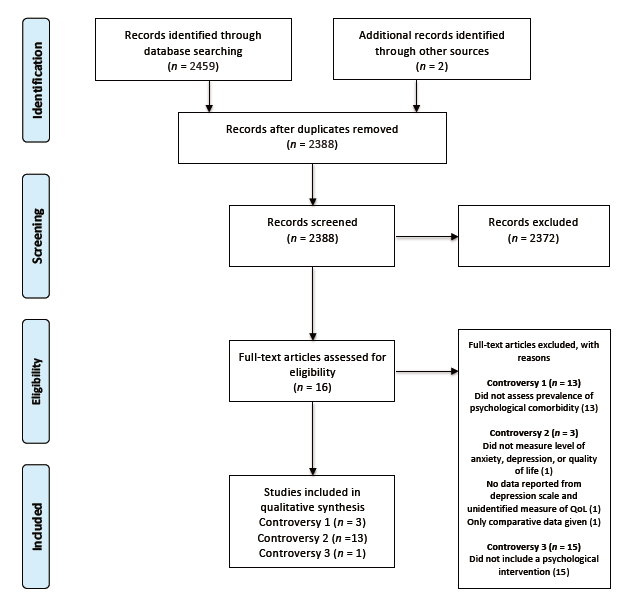 Identification
Records identified through
database searching
(n = 2459)
Additional records identified
through other sources
(n = 2)
Records after duplicates removed
(n = 2388)
Screening
Records screened
(n = 2388)
Records excluded
(n = 2372)
Eligibility
Full-text articles assessed for
eligibility
(n = 16)
Full-text articles excluded, with
reasons
Controversy 1 (n = 13)
Did not assess prevalence of
psychological comorbidity (13)
Controversy 2 (n = 3)
Did not measure level of
anxiety, depression, or quality
of life (1)
No data reported from
depression scale and
unidentified measure of QoL (1)
Only comparative data given (1)
Controversy 3 (n = 15)
Did not include a psychological
intervention (15)
Included
Studies included in
qualitative synthesis
Controversy 1 (n = 3)
Controversy 2 (n =13)
Controversy 3 (n = 1)